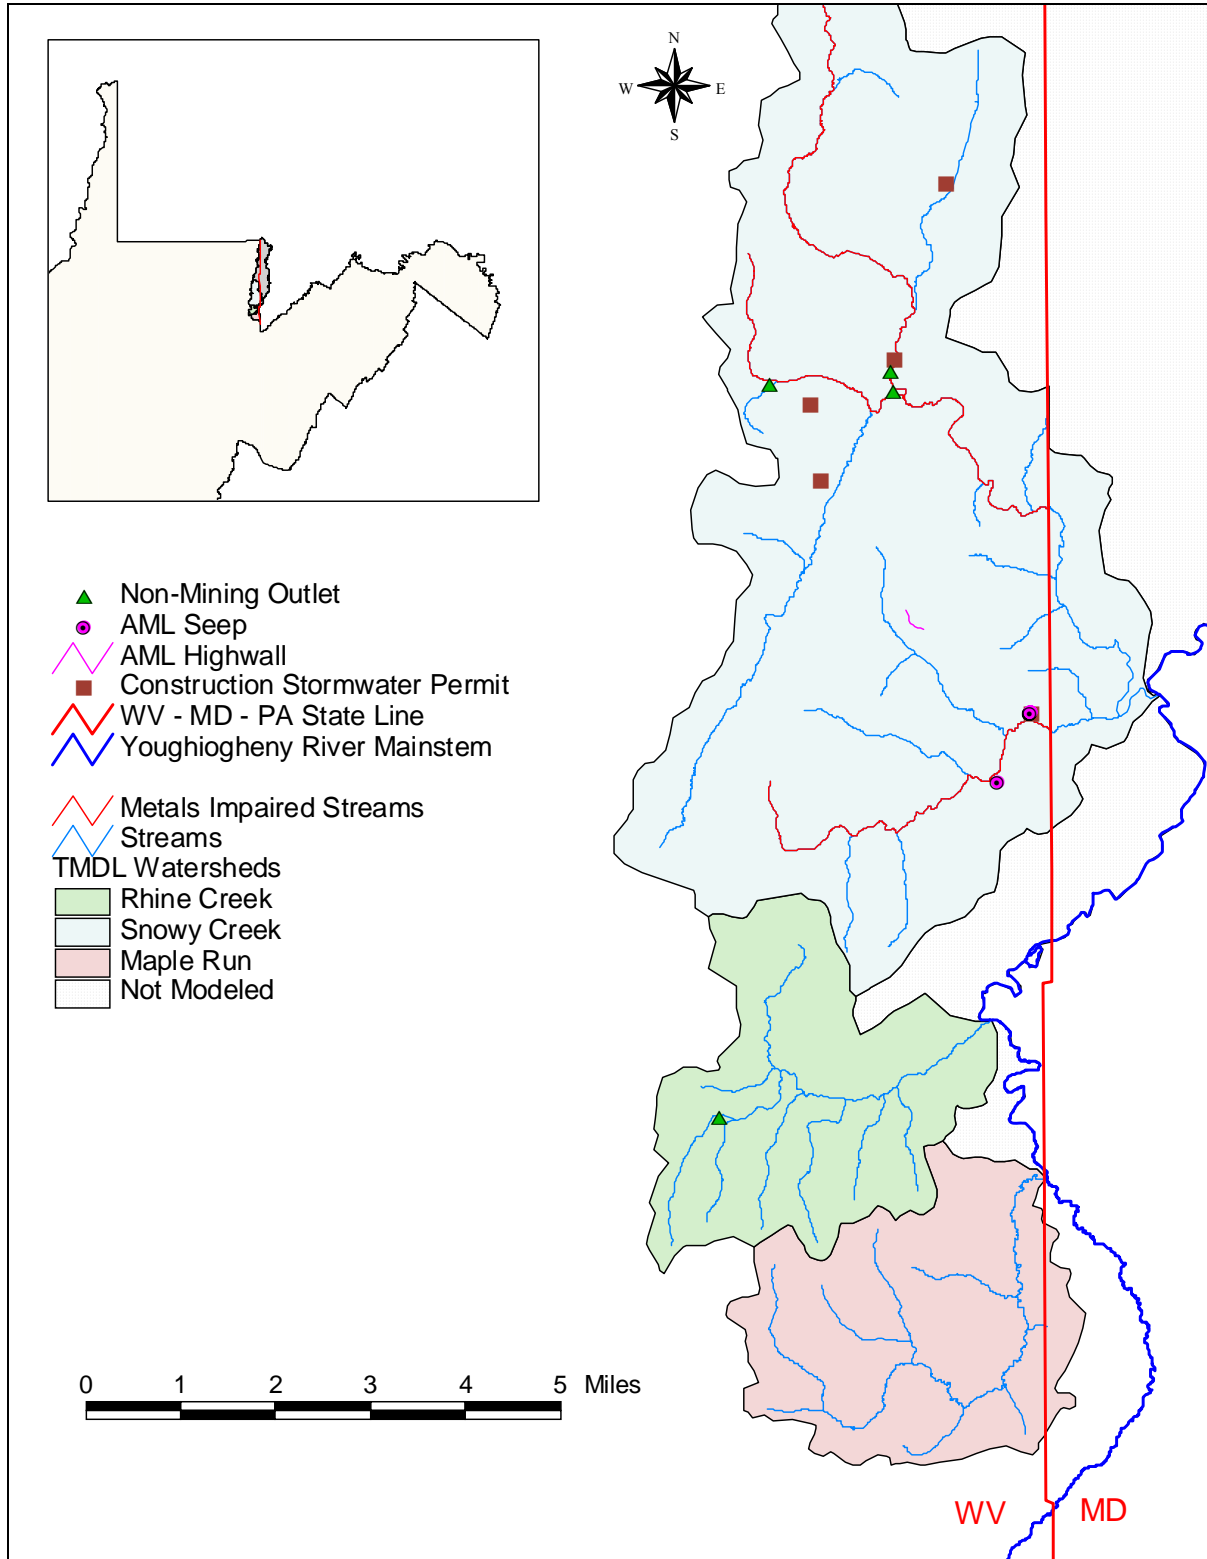 N
W E
S
Non-Mining Outlet
AML Seep
AML Highwall
Construction Stormwater Permit
WV - MD - PA State Line
Youghiogheny River Mainstem
Metals Impaired Streams
Streams
TMDL Watersheds
Rhine Creek
Snowy Creek
Maple Run
Not Modeled
0 1 2 3 4 5 Miles
WV MD